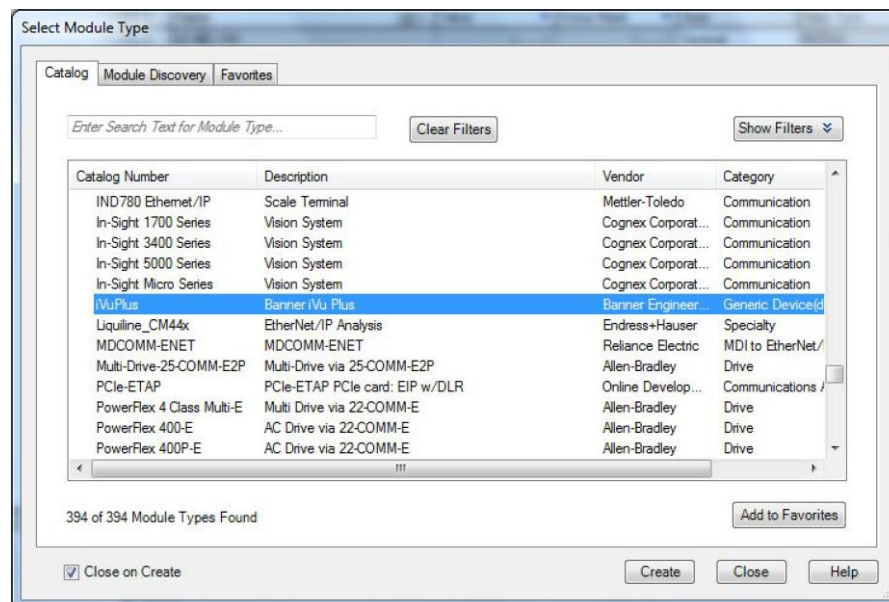 Select Module Type
Catalog Module Discovery Favorites
Enter Search Text for Module Type... Clear Filters Show Filters
Catalog Number Description Vendor Category
IND780 Ethernet/IP Scale Terminal Mettler-Toledo Communication
In-Sight 1700 Series Vision System Cognex Corporat... Communication
In-Sight 3400 Series Vision System Cognex Corporat... Communication
In-Sight 5000 Series Vision System Cognex Corporat... Communication
In-Sight Micro Series Vision System Cognex Corporat... Communication
iVuPlus Banner iVu Plus Banner Engineer... Generic Device(d
Liquiline_CM44x EtherNet/IP Analysis Endress+Hauser Specialty
MDCOMM-ENET MDCOMM-ENET Reliance Electric MDI to EtherNet/
Multi-Drive-25-COMM-E2P Multi-Drive via 25-COMM-E2P Allen-Bradley Drive
PCIe-ETAP PCIe-ETAP PCIe card: EIP w/DLR Online Develop... Communications
PowerFlex 4 Class Multi-E Multi Drive via 22-COMM-E Allen-Bradley Drive
PowerFlex 400-E AC Drive via 22-COMM-E Allen-Bradley Drive
PowerFlex 400P-E AC Drive via 22-COMM-E Allen-Bradley Drive
394 of 394 Module Types Found Add to Favorites
Close on Create Create Close Help